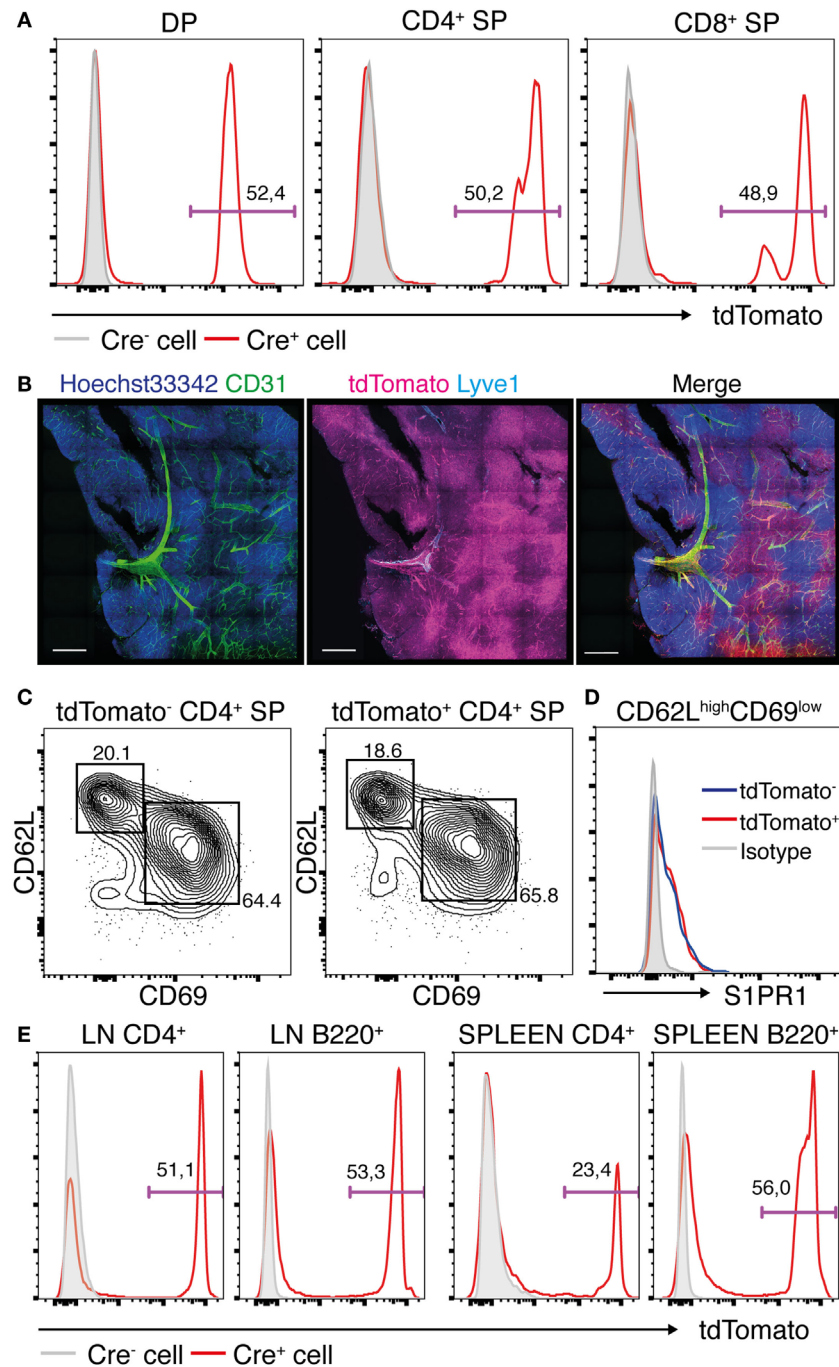 A
DP CD4⁺ SP CD8⁺ SP
52,4 50,2 48,9
tdTomato
Cre⁻ cell Cre⁺ cell
B
Hoechst33342 CD31 tdTomato Lyve1 Merge
C
tdTomato⁻ CD4⁺ SP tdTomato⁺ CD4⁺ SP
20.1 18.6
64.4 65.8
CD62L CD62L
CD69 CD69
D
CD62LhighCD69low
tdTomato⁻
tdTomato⁺
Isotype
S1PR1
E
LN CD4⁺ LN B220⁺ SPLEEN CD4⁺ SPLEEN B220⁺
51,1 53,3 23,4 56,0
tdTomato
Cre⁻ cell Cre⁺ cell